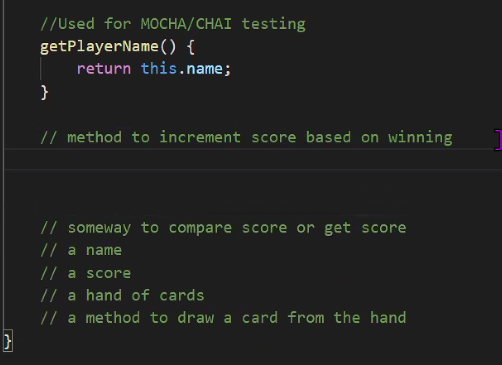 //Used for MOCHA/CHAI testing
getPlayerName() {
return this.name;
}
// method to increment score based on winning
// someway to compare score or get score
// a name
// a score
// a hand of cards
// a method to draw a card from the hand
}